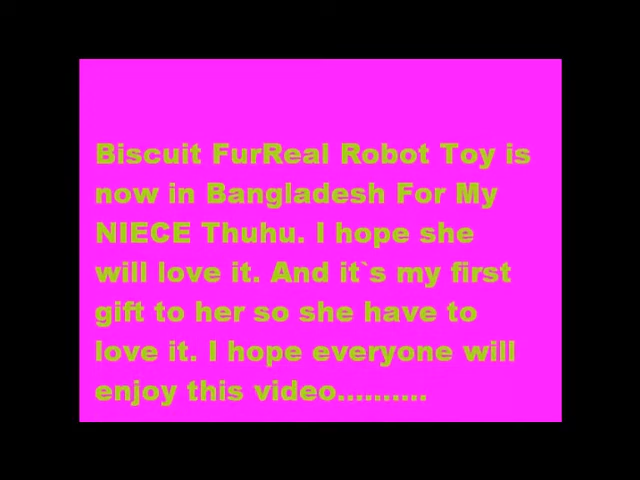 Biscuit FurReal Robot Toy is
now in Bangladesh For My
NIECE Thuhu. I hope she
will love it. And it`s my first
gift to her so she have to
love it. I hope everyone will
enjoy this video..........